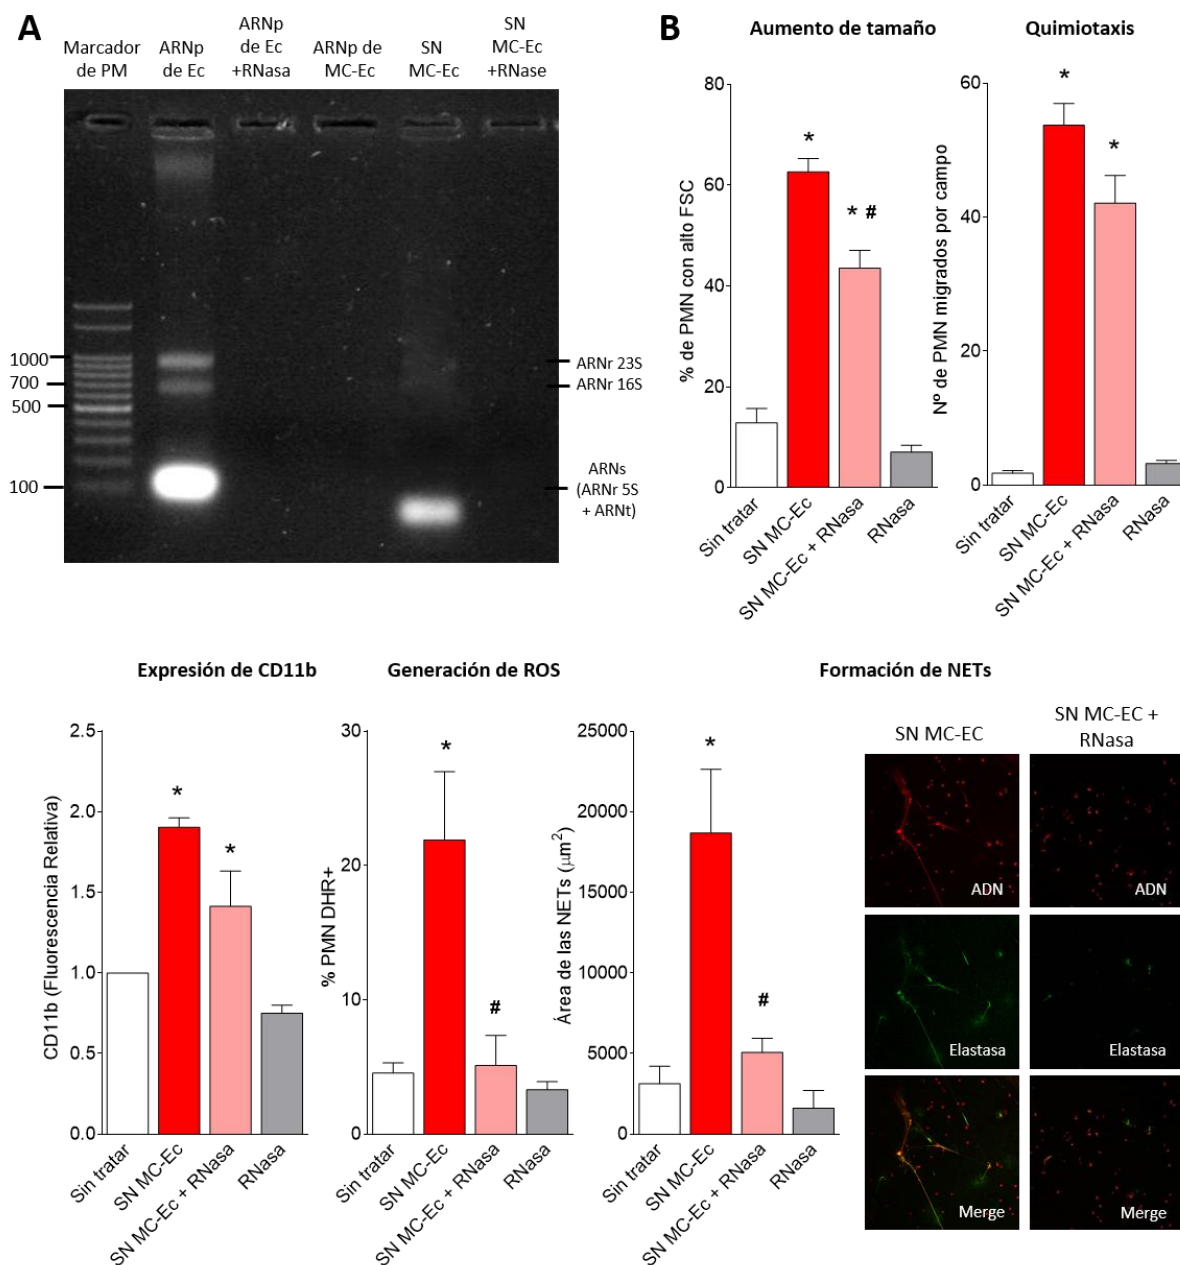 A
Marcador
de PM
ARNp
de Ec
ARNp
de Ec
+RNasa
ARNp de
MC-Ec
SN
MC-Ec
SN
MC-Ec
+RNase
1000
700
500
100
ARNr 23S
ARNr 16S
ARNs
(ARNr 5S
+ ARNt)
B
Aumento de tamaño
% de PMN con alto FSC
80
60
40
20
0
Sin tratar
SN MC-Ec
SN MC-Ec + RNasa
RNasa
*
* #
Quimiotaxis
Nº de PMN migrados por campo
60
40
20
0
Sin tratar
SN MC-Ec
SN MC-Ec + RNasa
RNasa
*
*
Expresión de CD11b
CD11b (Fluorescencia Relativa)
2.5
2.0
1.5
1.0
0.5
0.0
Sin tratar
SN MC-Ec
SN MC-Ec + RNasa
RNasa
*
*
Generación de ROS
% PMN DHR+
30
20
10
0
Sin tratar
SN MC-Ec
SN MC-Ec + RNasa
RNasa
*
#
Formación de NETs
Área de las NETs (µm²)
25000
20000
15000
10000
5000
0
Sin tratar
SN MC-Ec
SN MC-Ec + RNasa
RNasa
*
#
SN MC-EC
SN MC-EC +
RNasa
ADN
ADN
Elastasa
Elastasa
Merge
Merge